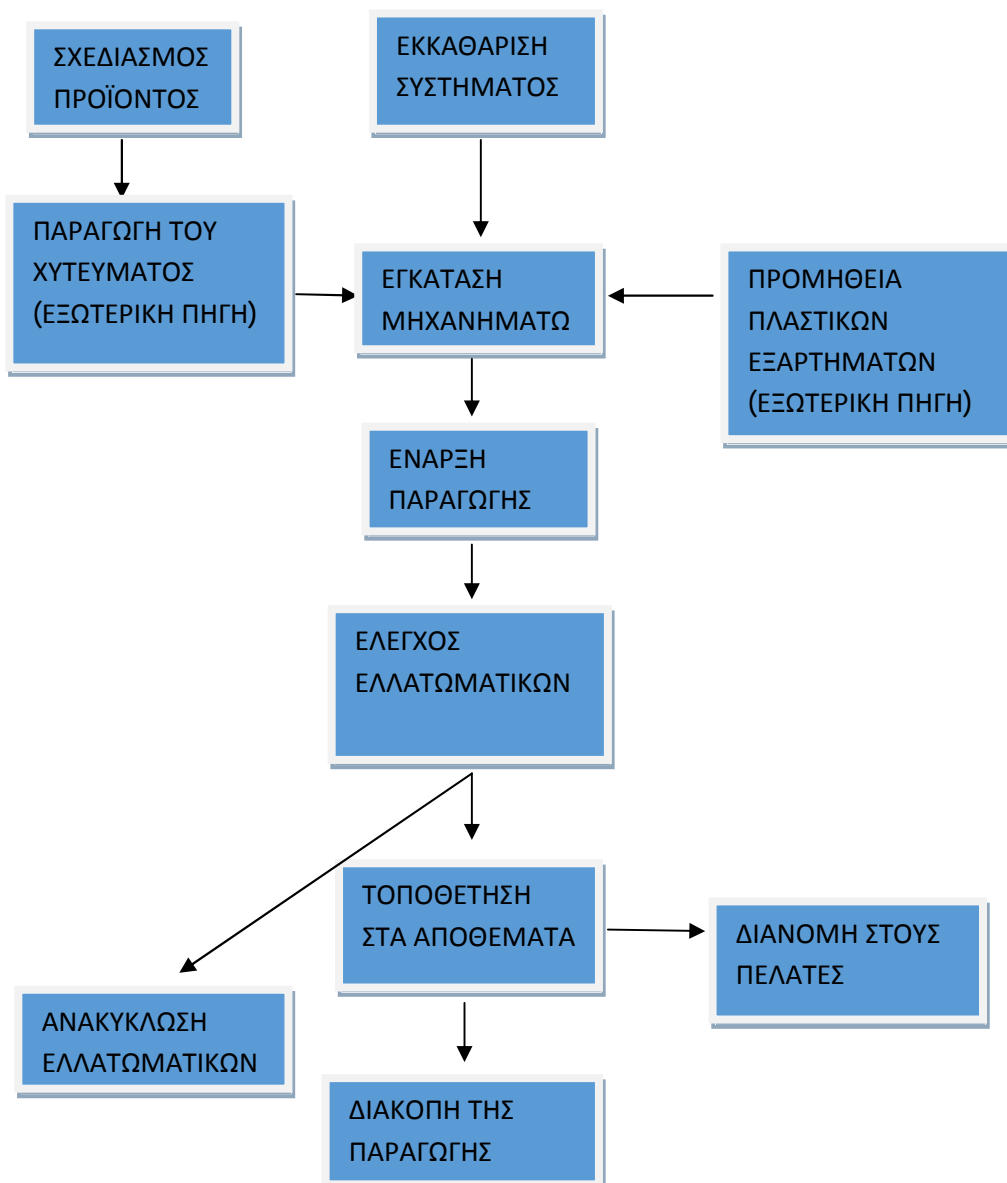 ΣΧΕΔΙΑΣΜΟΣ
ΠΡΟΪΟΝΤΟΣ
ΕΚΚΑΘΑΡΙΣΗ
ΣΥΣΤΗΜΑΤΟΣ
ΠΑΡΑΓΩΓΗ ΤΟΥ
ΧΥΤΕΥΜΑΤΟΣ
(ΕΞΩΤΕΡΙΚΗ ΠΗΓΗ)
ΕΓΚΑΤΑΣΗ
ΜΗΧΑΝΗΜΑΤΩ
ΠΡΟΜΗΘΕΙΑ
ΠΛΑΣΤΙΚΩΝ
ΕΞΑΡΤΗΜΑΤΩΝ
(ΕΞΩΤΕΡΙΚΗ ΠΗΓΗ)
ΕΝΑΡΞΗ
ΠΑΡΑΓΩΓΗΣ
ΕΛΕΓΧΟΣ
ΕΛΛΑΤΩΜΑΤΙΚΩΝ
ΤΟΠΟΘΕΤΗΣΗ
ΣΤΑ ΑΠΟΘΕΜΑΤΑ
ΔΙΑΝΟΜΗ ΣΤΟΥΣ
ΠΕΛΑΤΕΣ
ΑΝΑΚΥΚΛΩΣΗ
ΕΛΛΑΤΩΜΑΤΙΚΩΝ
ΔΙΑΚΟΠΗ ΤΗΣ
ΠΑΡΑΓΩΓΗΣ